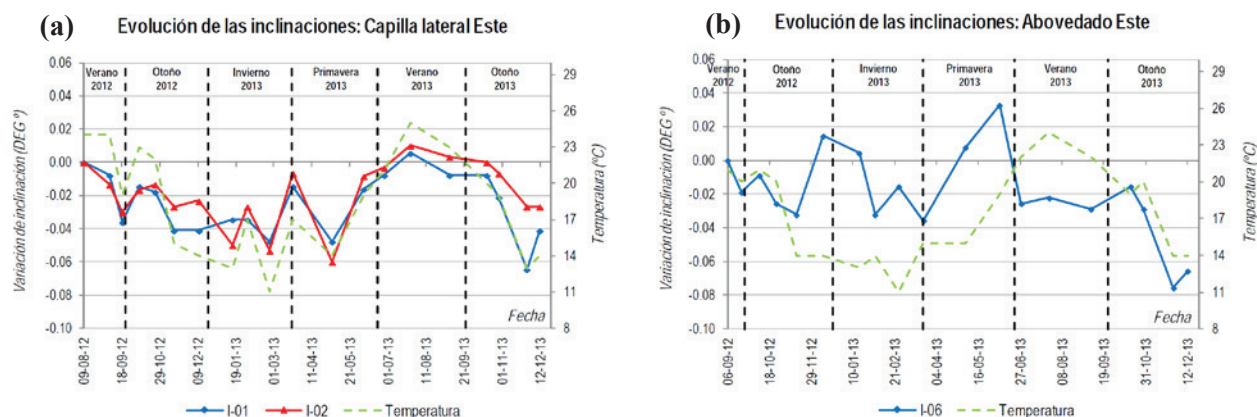 (a)
Evolución de las inclinaciones: Capilla lateral Este
Variación de inclinación (DEG º)
0.06
0.04
0.02
0.00
-0.02
-0.04
-0.06
-0.08
-0.10
Verano 2012
Otoño 2012
Invierno 2013
Primavera 2013
Verano 2013
Otoño 2013
29
26
23
20
17
14
11
8
Temperatura (°C)
Fecha
09-08-12
18-09-12
29-10-12
09-12-12
19-01-13
01-03-13
11-04-13
21-05-13
01-07-13
11-08-13
21-09-13
01-11-13
12-12-13
I-01
I-02
Temperatura
(b)
Evolución de las inclinaciones: Abovedado Este
Variación de inclinación (DEG º)
0.06
0.04
0.02
0.00
-0.02
-0.04
-0.06
-0.08
-0.10
Verano 2012
Otoño 2012
Invierno 2013
Primavera 2013
Verano 2013
Otoño 2013
29
26
23
20
17
14
11
8
Temperatura (°C)
Fecha
06-09-12
18-10-12
29-11-12
10-01-13
21-02-13
04-04-13
16-05-13
27-06-13
08-08-13
19-09-13
31-10-13
12-12-13
I-06
Temperatura